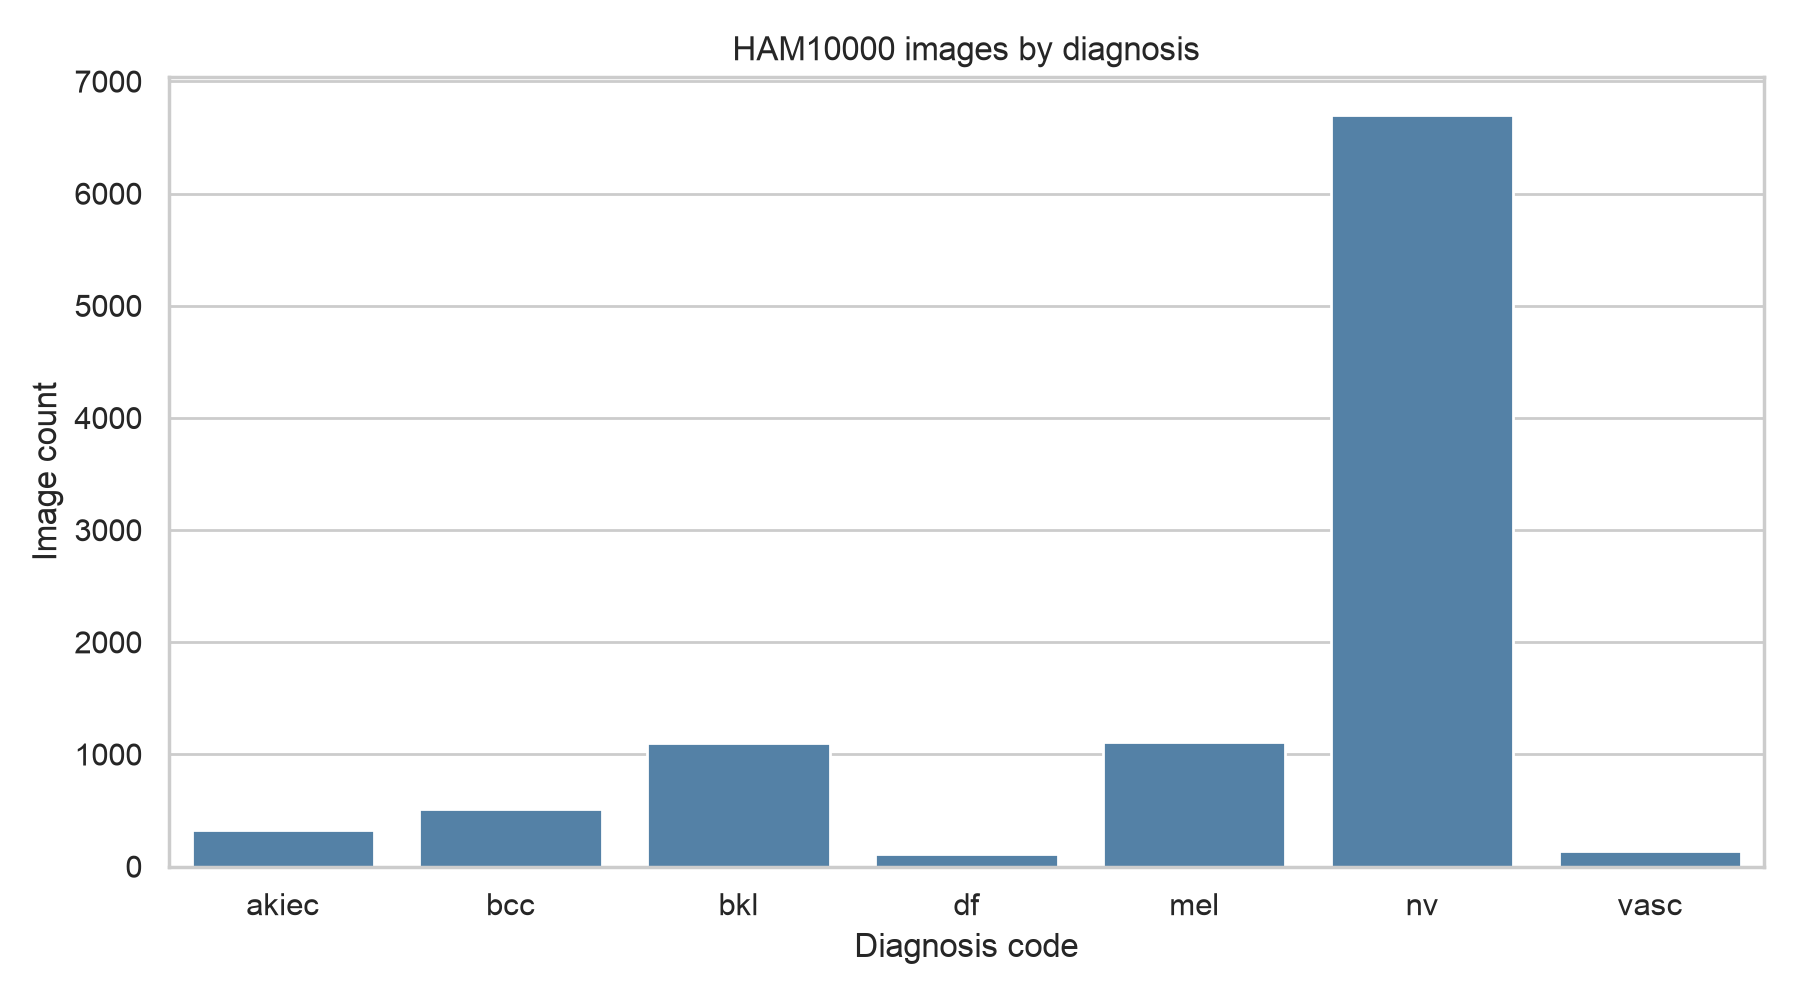 HAM10000 images by diagnosis
7000
6000
5000
4000
3000
2000
1000
0
Image count
akiec bcc bkl df mel nv vasc
Diagnosis code